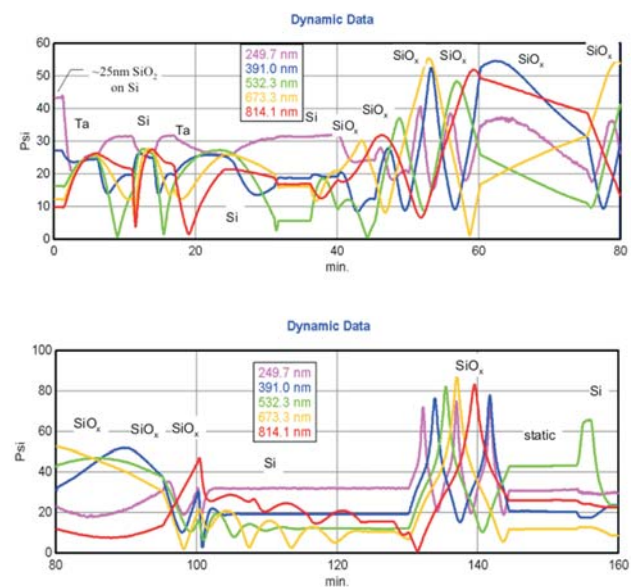 Dynamic Data
60
50
40
30
20
10
0
Psi
0
20
40
60
80
min.
~25nm SiO2
on Si
Ta
Si
Ta
Si
Si
SiOx
SiOx
SiOx
SiOx
SiOx
SiOx
249.7 nm
391.0 nm
532.3 nm
673.3 nm
814.1 nm
Dynamic Data
100
80
60
40
20
0
Psi
80
100
120
140
160
min.
SiOx
SiOx
SiOx
Si
SiOx
static
Si
249.7 nm
391.0 nm
532.3 nm
673.3 nm
814.1 nm